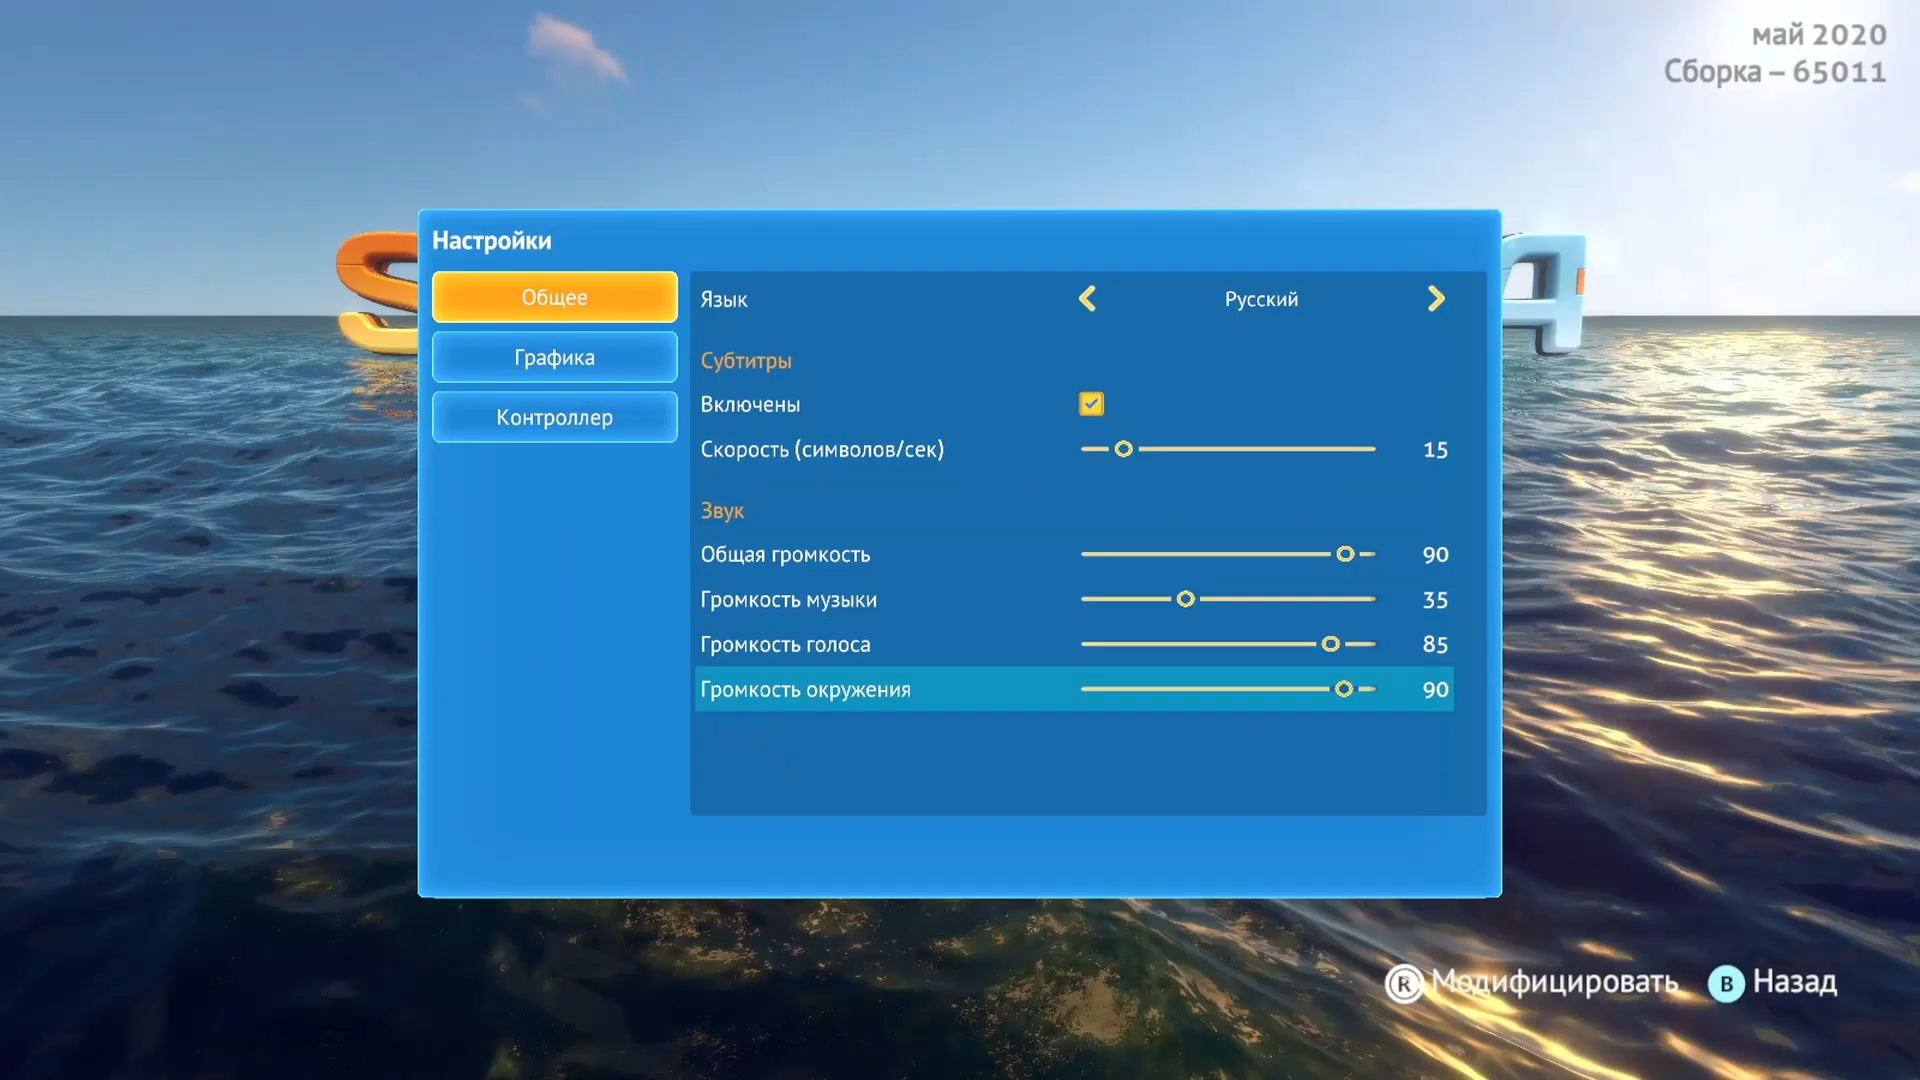 май 2020
Сборка – 65011
Настройки
Общее
Графика
Контроллер
Язык
Русский
Субтитры
Включены
Скорость (символов/сек)
15
Звук
Общая громкость
90
Громкость музыки
35
Громкость голоса
85
Громкость окружения
90
R Модифицировать
B Назад